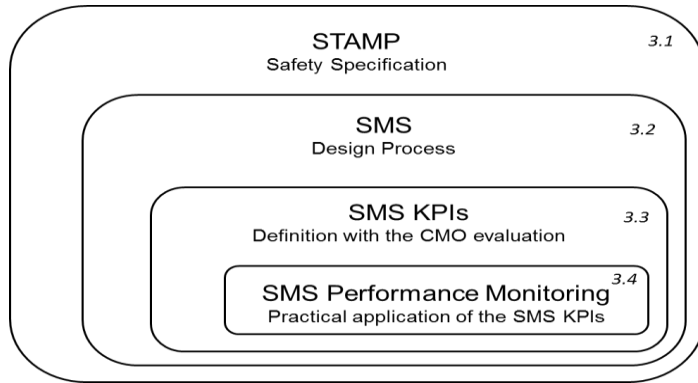 STAMP
3.1
Safety Specification
SMS
3.2
Design Process
SMS KPIs
3.3
Definition with the CMO evaluation
3.4
SMS Performance Monitoring
Practical application of the SMS KPIs